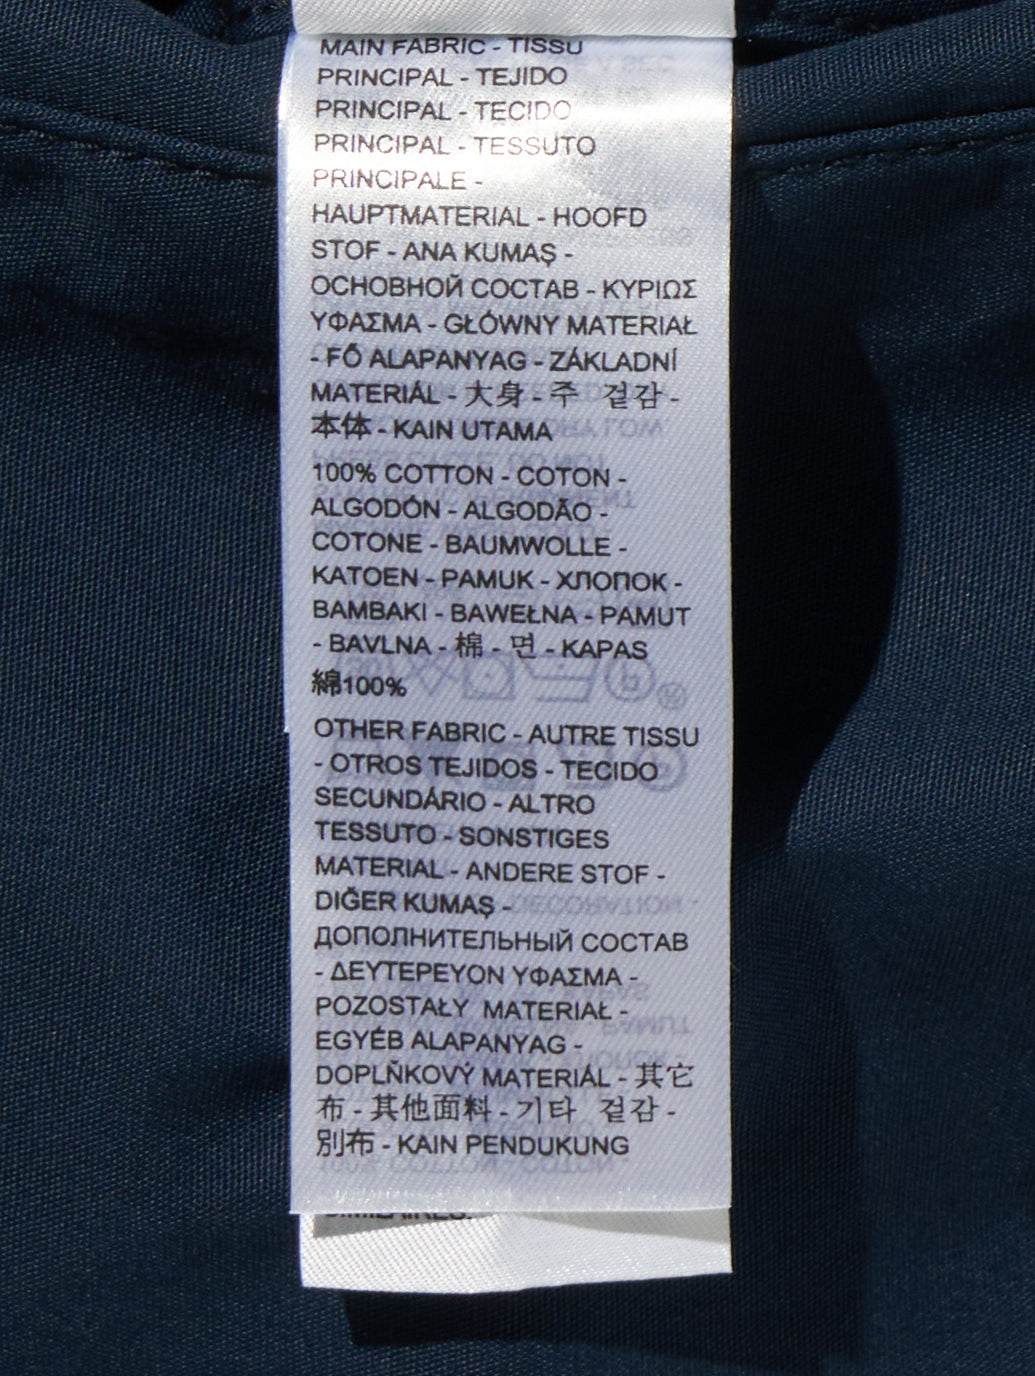 MAIN FABRIC - TISSU
PRINCIPAL - TEJIDO
PRINCIPAL - TECIDO
PRINCIPAL - TESSUTO
PRINCIPALE -
HAUPTMATERIAL - HOOFD
STOF - ANA KUMAŞ -
ОСНОВНОЙ СОСТАВ - ΚΥΡΙΩΣ
ΥΦΑΣΜΑ - GŁÓWNY MATERIAŁ
- FŐ ALAPANYAG - ZÁKLADNÍ
MATERIÁL - 大身 - 주 겉감 -
本体 - KAIN UTAMA
100% COTTON - COTON -
ALGODÓN - ALGODÃO -
COTONE - BAUMWOLLE -
KATOEN - PAMUK - ХЛОПОК -
BAMBAKI - BAWEŁNA - PAMUT
- BAVLNA - 棉 - 면 - KAPAS
綿100%
OTHER FABRIC - AUTRE TISSU
- OTROS TEJIDOS - TECIDO
SECUNDÁRIO - ALTRO
TESSUTO - SONSTIGES
MATERIAL - ANDERE STOF -
DIĞER KUMAŞ -
ДОПОЛНИТЕЛЬНЫЙ СОСТАВ
- ΔΕΥΤΕΡΕΥΟΝ ΥΦΑΣΜΑ -
POZOSTAŁY MATERIAŁ -
EGYÉB ALAPANYAG -
DOPLŇKOVÝ MATERIÁL - 其它
布 - 其他面料 - 기타 겉감 -
別布 - KAIN PENDUKUNG